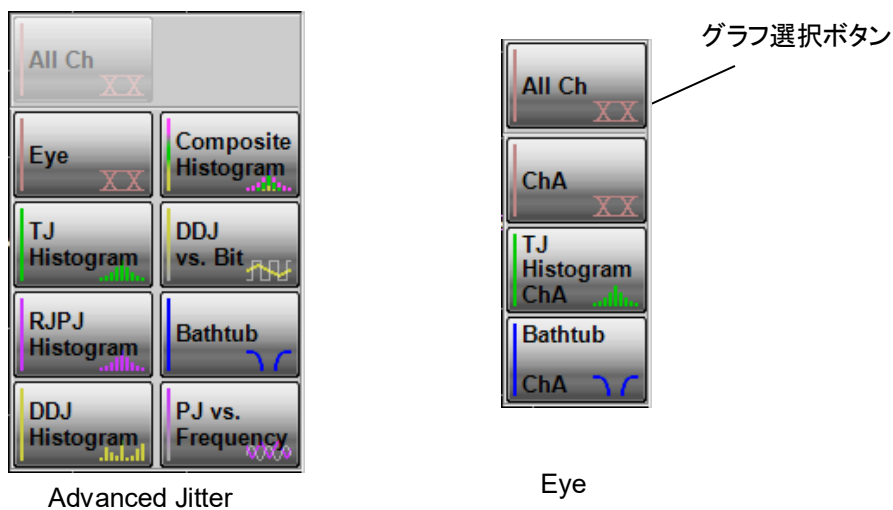 All Ch
Eye
Composite
Histogram
TJ
Histogram
DDJ
vs. Bit
RJPJ
Histogram
Bathtub
DDJ
Histogram
PJ vs.
Frequency
Advanced Jitter
グラフ選択ボタン
All Ch
ChA
TJ
Histogram
ChA
Bathtub
ChA
Eye